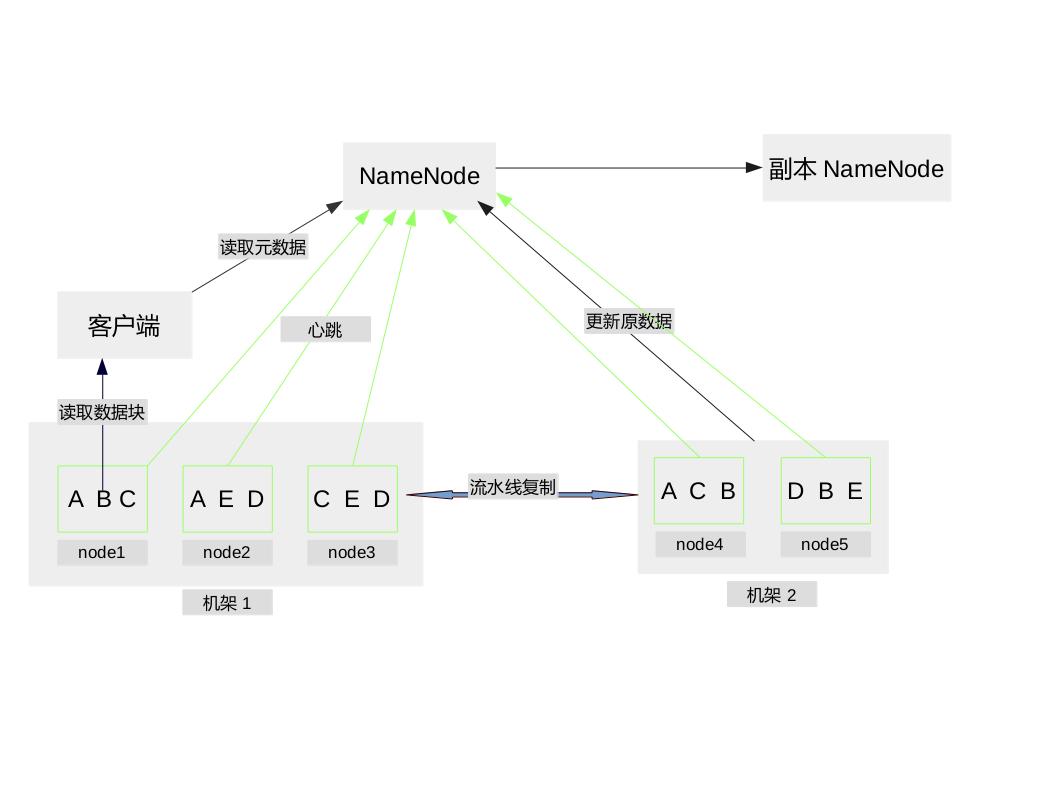 NameNode
副本 NameNode
读取元数据
客户端
心跳
更新原数据
读取数据块
A B C
A E D
C E D
流水线复制
A C B
D B E
node1
node2
node3
node4
node5
机架 1
机架 2